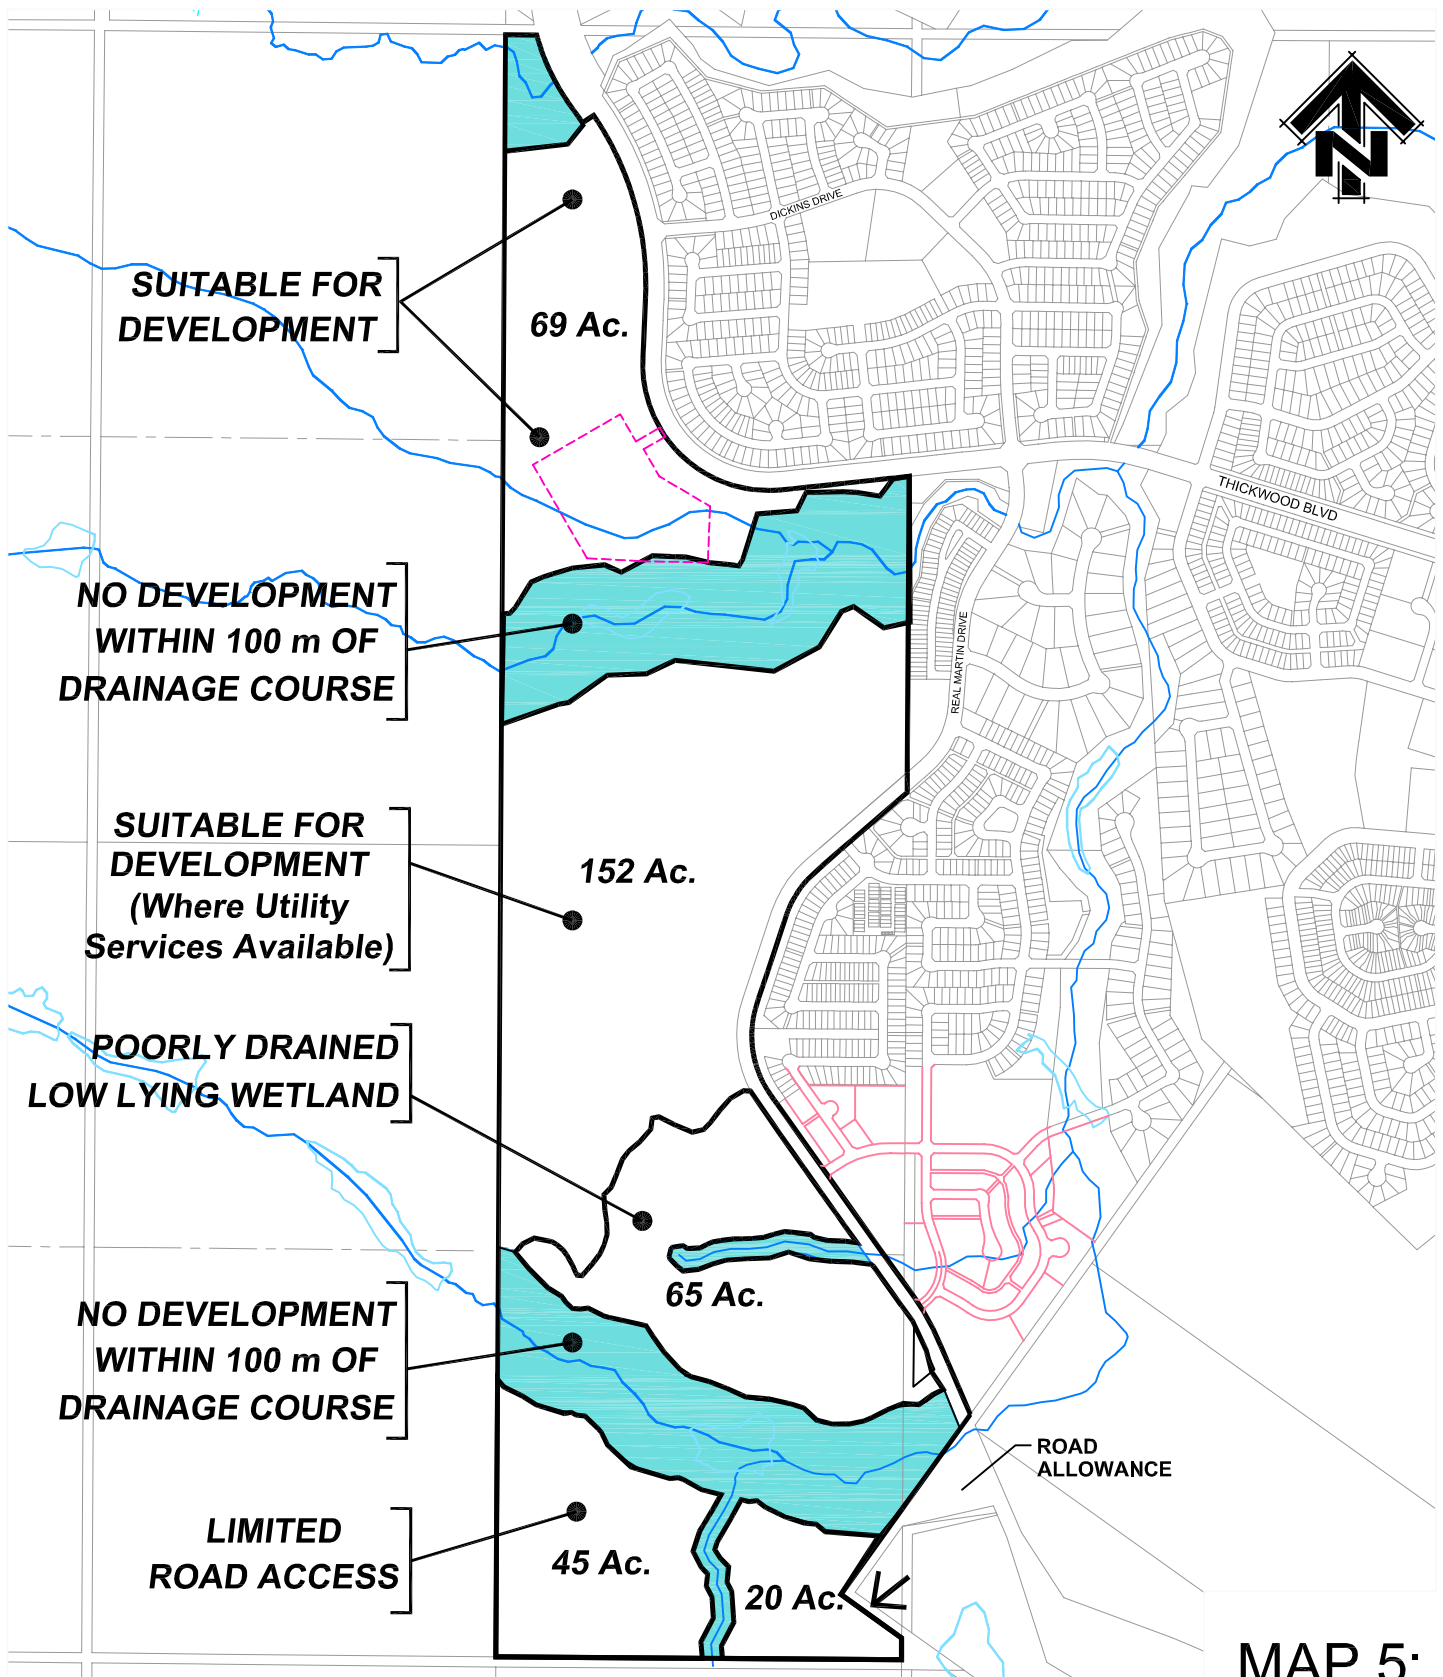 N
DICKINS DRIVE
SUITABLE FOR
DEVELOPMENT
69 Ac.
THICKWOOD BLVD
NO DEVELOPMENT
WITHIN 100 m OF
DRAINAGE COURSE
REAL MARTIN DRIVE
SUITABLE FOR
DEVELOPMENT
(Where Utility
Services Available)
152 Ac.
POORLY DRAINED
LOW LYING WETLAND
65 Ac.
NO DEVELOPMENT
WITHIN 100 m OF
DRAINAGE COURSE
ROAD
ALLOWANCE
LIMITED
ROAD ACCESS
45 Ac.
20 Ac.
MAP 5: